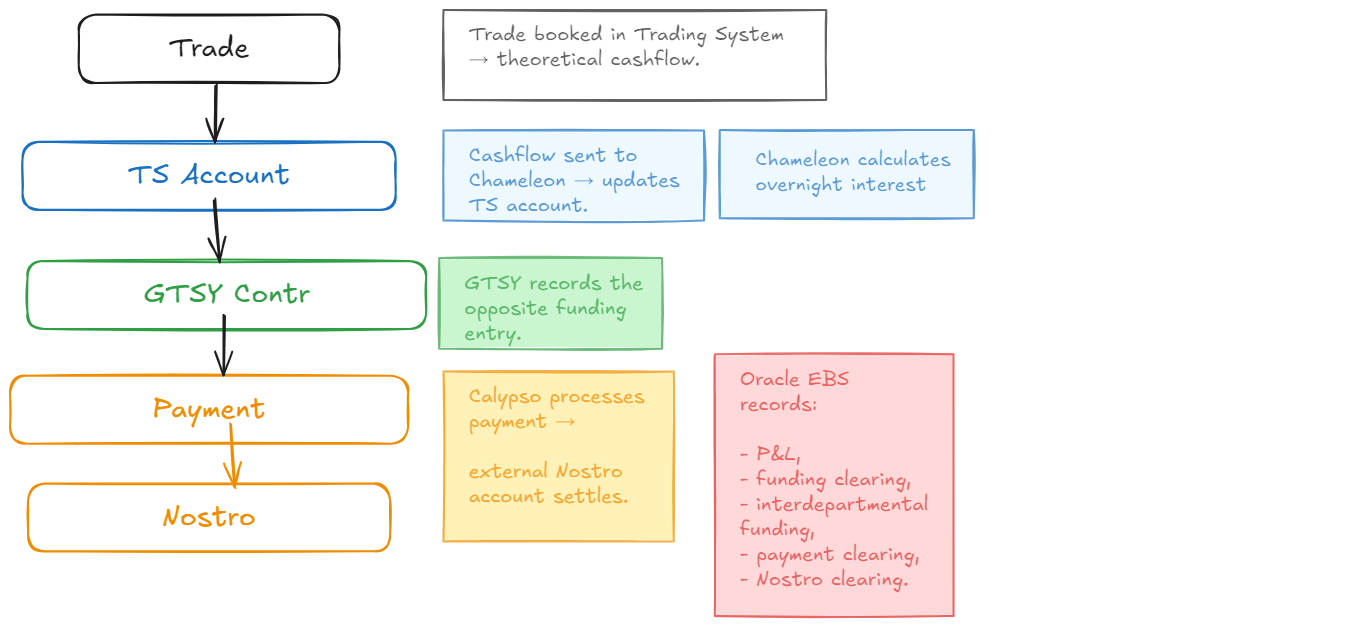 Trade
Trade booked in Trading System
→ theoretical cashflow.
TS Account
Cashflow sent to
Chameleon → updates
TS account.
Chameleon calculates
overnight interest
GTSY Contr
GTSY records the
opposite funding
entry.
Payment
Calypso processes
payment →
external Nostro
account settles.
Nostro
Oracle EBS
records:
- P&L,
- funding clearing,
- interdepartmental
funding,
- payment clearing,
- Nostro clearing.